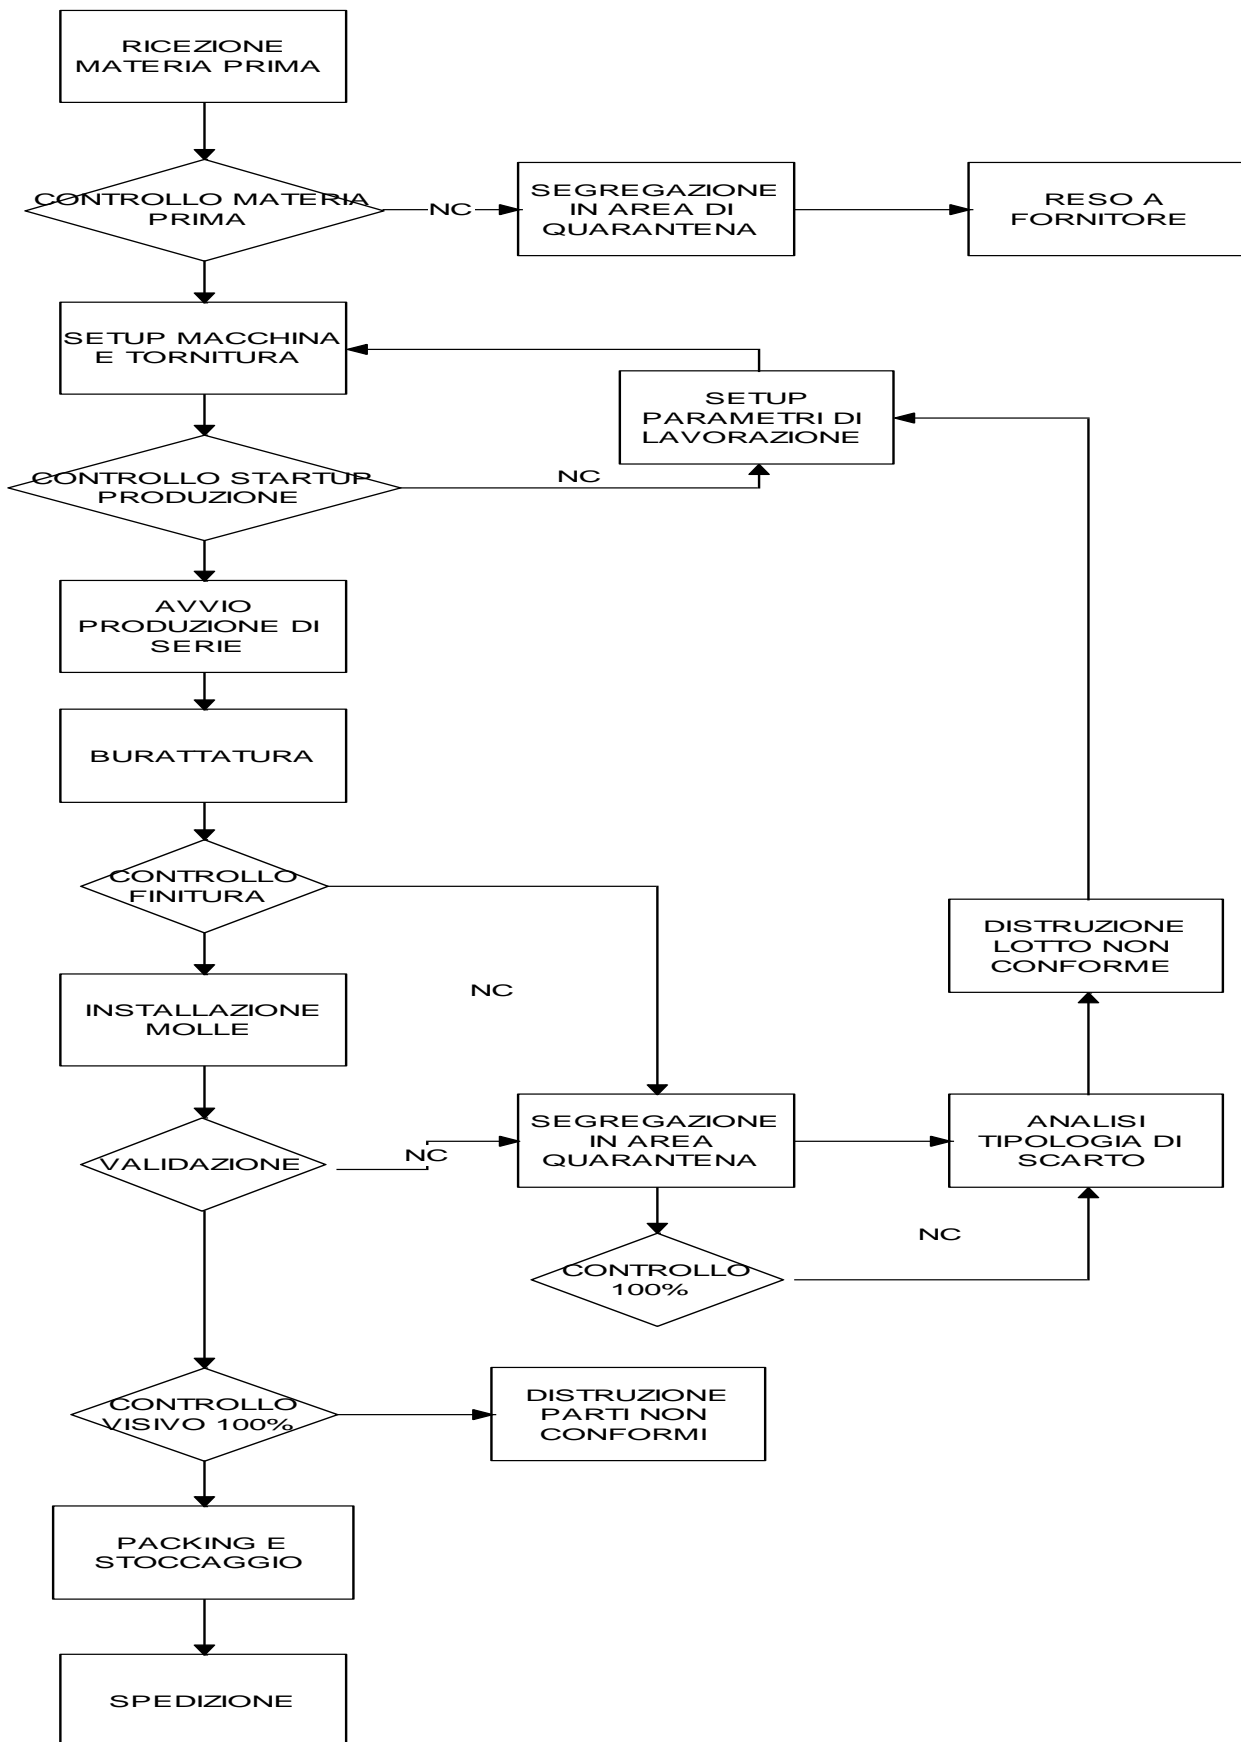 RICEZIONE
MATERIA PRIMA
CONTROLLO MATERIA
PRIMA
NC
SEGREGAZIONE
IN AREA DI
QUARANTENA
RESO A
FORNITORE
SETUP MACCHINA
E TORNITURA
SETUP
PARAMETRI DI
LAVORAZIONE
CONTROLLO STARTUP
PRODUZIONE
NC
AVVIO
PRODUZIONE DI
SERIE
BURATTATURA
CONTROLLO
FINITURA
DISTRUZIONE
LOTTO NON
CONFORME
NC
INSTALLAZIONE
MOLLE
SEGREGAZIONE
IN AREA
QUARANTENA
ANALISI
TIPOLOGIA DI
SCARTO
VALIDAZIONE
NC
NC
CONTROLLO
100%
CONTROLLO
VISIVO 100%
DISTRUZIONE
PARTI NON
CONFORMI
PACKING E
STOCCAGGIO
SPEDIZIONE